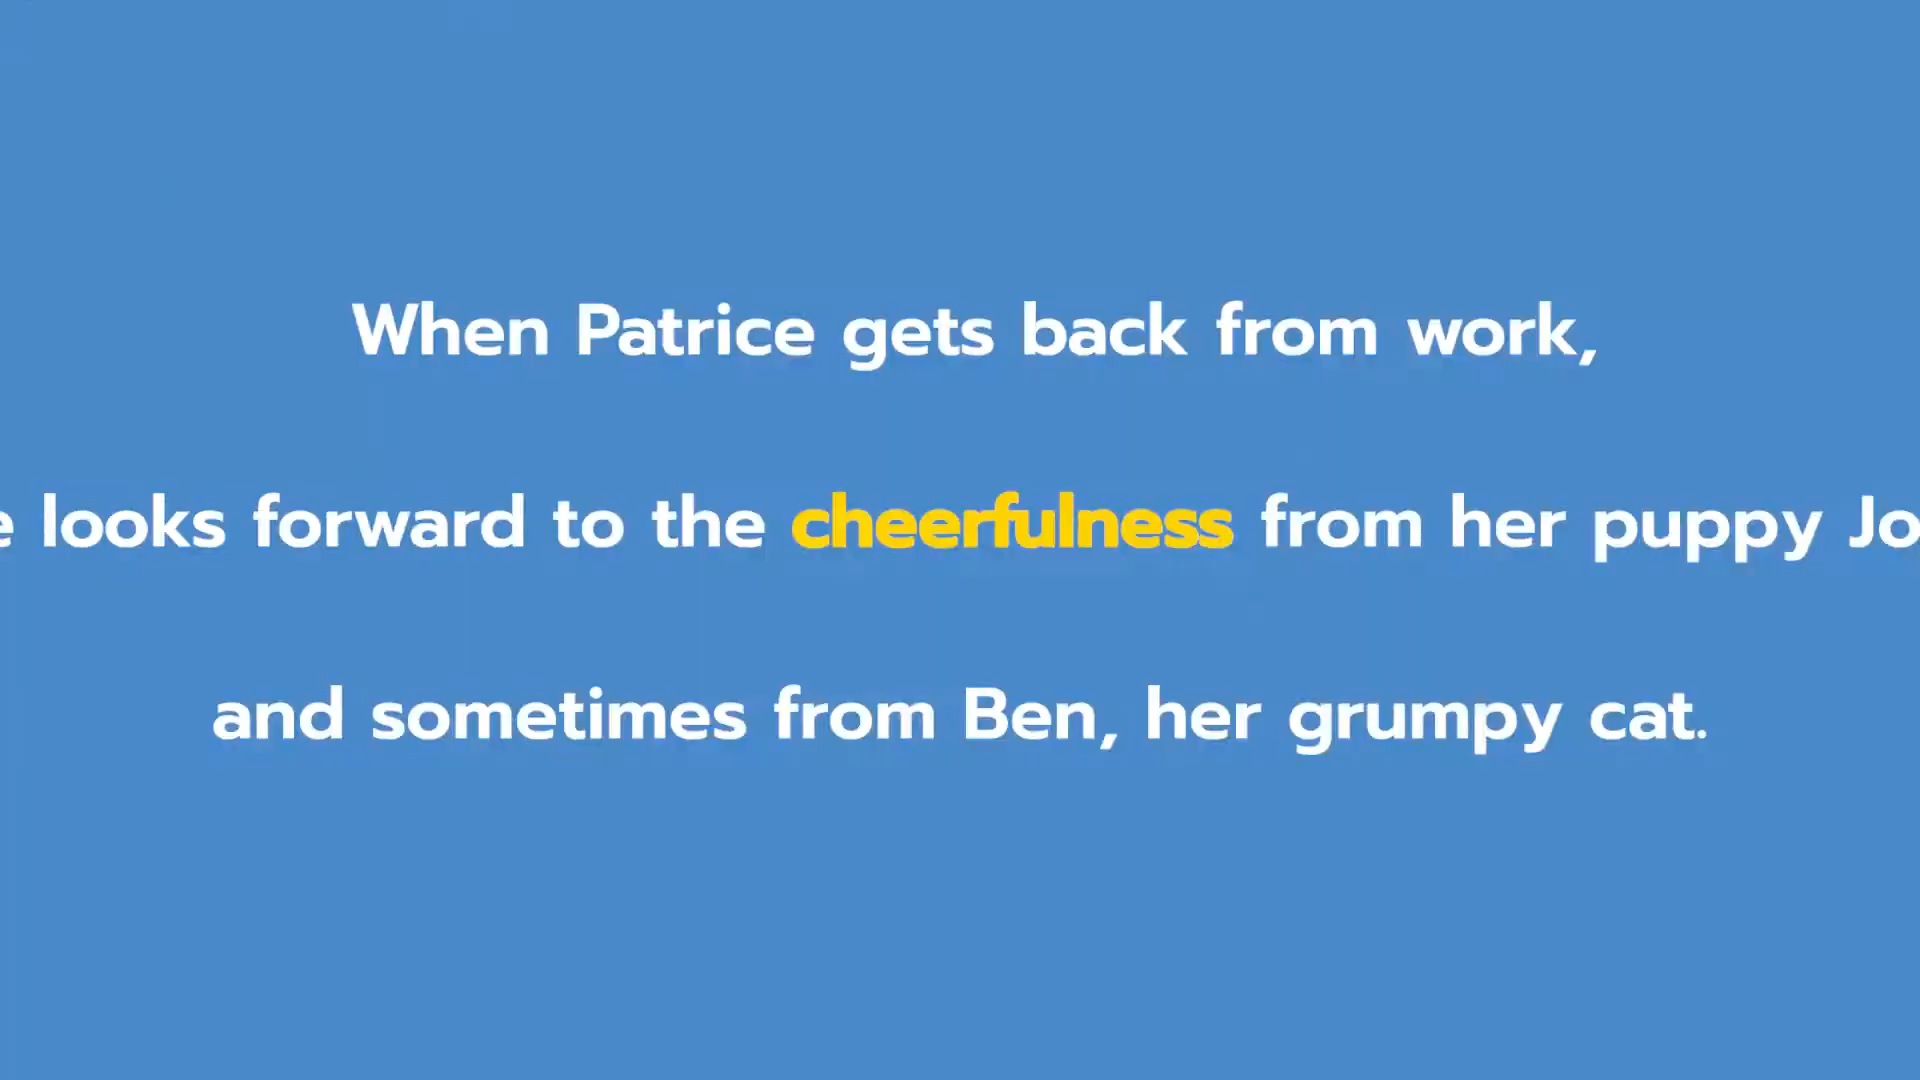 When Patrice gets back from work,
looks forward to the cheerfulness from her puppy
and sometimes from Ben, her grumpy cat.